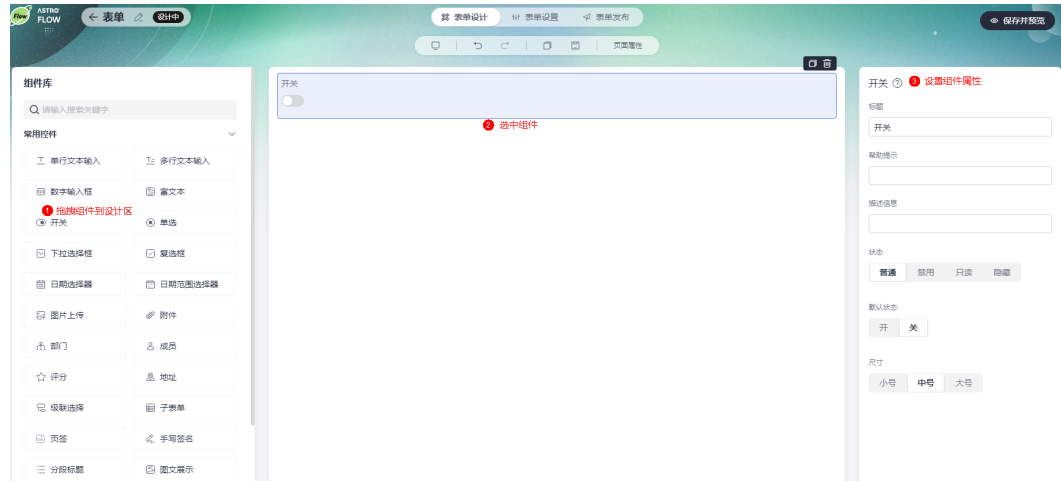 Flow
ASTRO
FLOW
表单
设计中
表单设计
表单设置
表单发布
保存并预览
页面属性
组件库
请输入搜索关键字
常用控件
单行文本输入
多行文本输入
数字输入框
富文本
1 拖拽组件到设计区
开关
单选
下拉选择框
复选框
日期选择器
日期范围选择器
图片上传
附件
部门
成员
评分
地址
级联选择
子表单
页签
手写签名
分段标题
图文展示
开关
2 选中组件
开关
3 设置组件属性
标题
开关
帮助提示
描述信息
状态
普通 禁用 只读 隐藏
默认状态
开 关
尺寸
小号 中号 大号